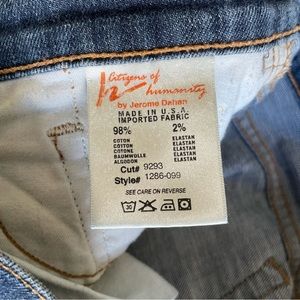 Citizens of
humanity
by Jerome Dahan
MADE IN U.S.A.
IMPORTED FABRIC
98% 2%
COTON ELASTAN
COTTON ELASTAN
COTONE ELASTAN
BAUMWOLLE ELASTAN
ALGODON ELASTAN
Cut# 9293
Style# 1286-099
SEE CARE ON REVERSE
30